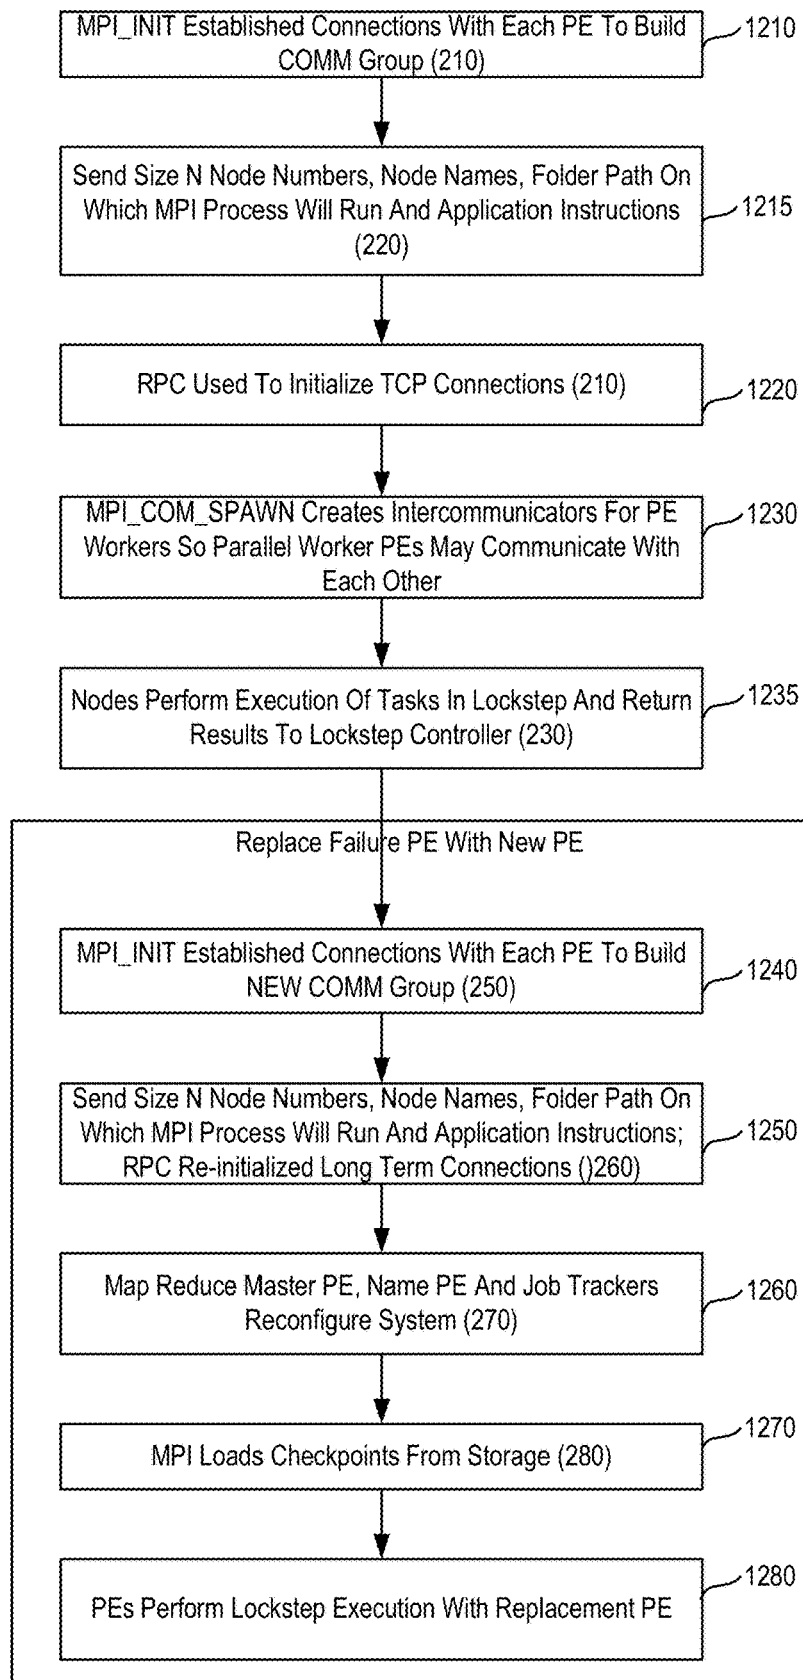 MPI_INIT Established Connections With Each PE To Build
COMM Group (210)
1210
Send Size N Node Numbers, Node Names, Folder Path On
Which MPI Process Will Run And Application Instructions
(220)
1215
RPC Used To Initialize TCP Connections (210)
1220
MPI_COM_SPAWN Creates Intercommunicators For PE
Workers So Parallel Worker PEs May Communicate With
Each Other
1230
Nodes Perform Execution Of Tasks In Lockstep And Return
Results To Lockstep Controller (230)
1235
Replace Failure PE With New PE
MPI_INIT Established Connections With Each PE To Build
NEW COMM Group (250)
1240
Send Size N Node Numbers, Node Names, Folder Path On
Which MPI Process Will Run And Application Instructions;
RPC Re-initialized Long Term Connections ()260)
1250
Map Reduce Master PE, Name PE And Job Trackers
Reconfigure System (270)
1260
MPI Loads Checkpoints From Storage (280)
1270
PEs Perform Lockstep Execution With Replacement PE
1280